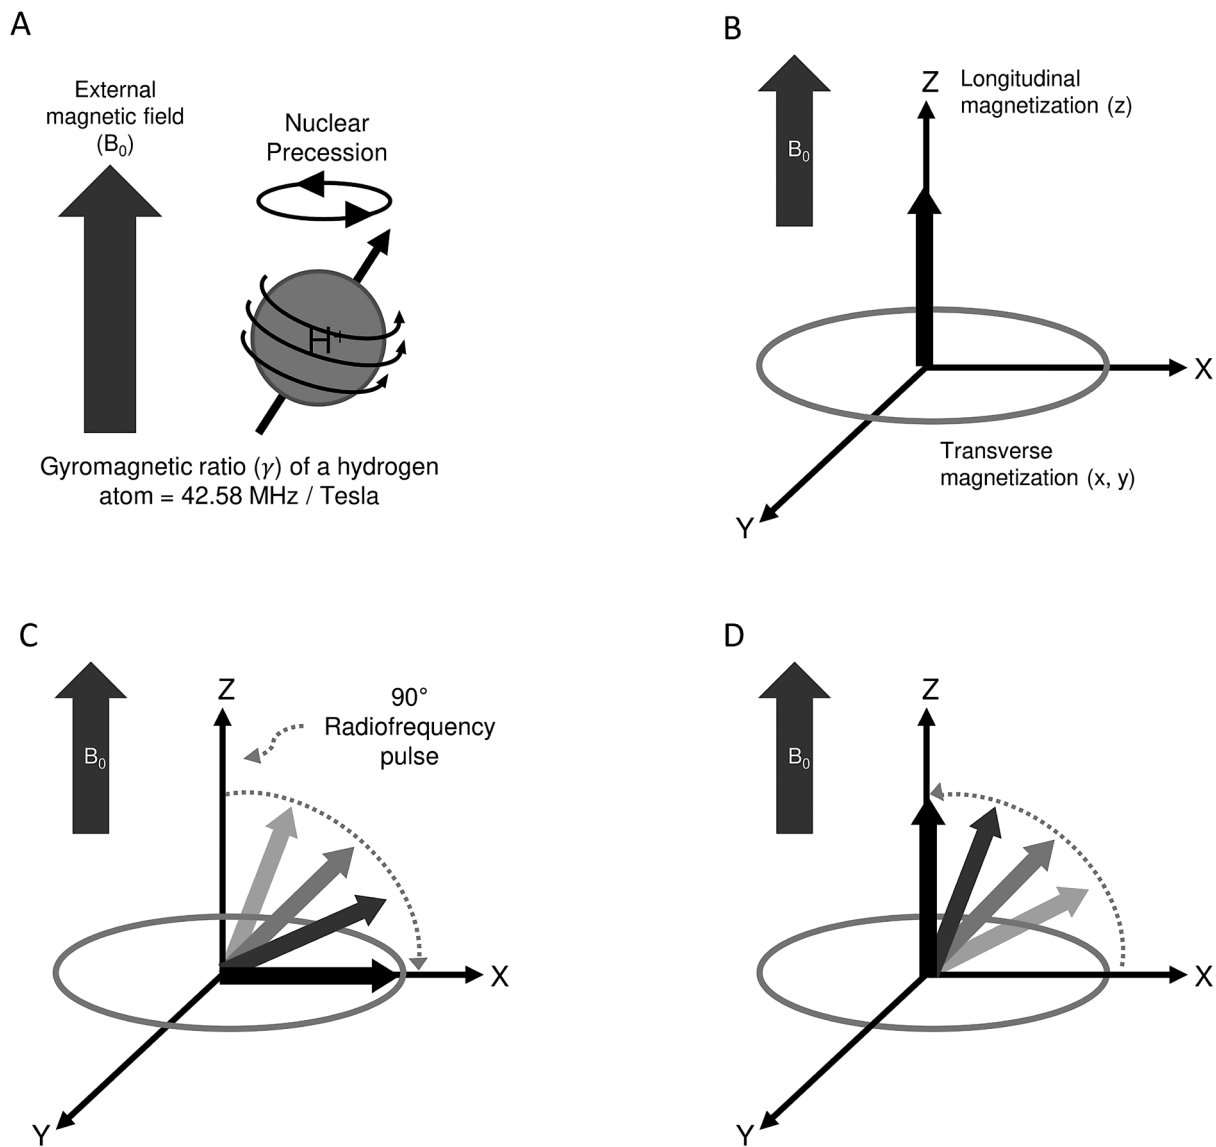 A
External
magnetic field
(B₀)
Nuclear
Precession
H⁺
Gyromagnetic ratio (γ) of a hydrogen
atom = 42.58 MHz / Tesla
B
B₀
Z
Longitudinal
magnetization (z)
X
Transverse
magnetization (x, y)
Y
C
B₀
Z
90°
Radiofrequency
pulse
X
Y
D
B₀
Z
X
Y